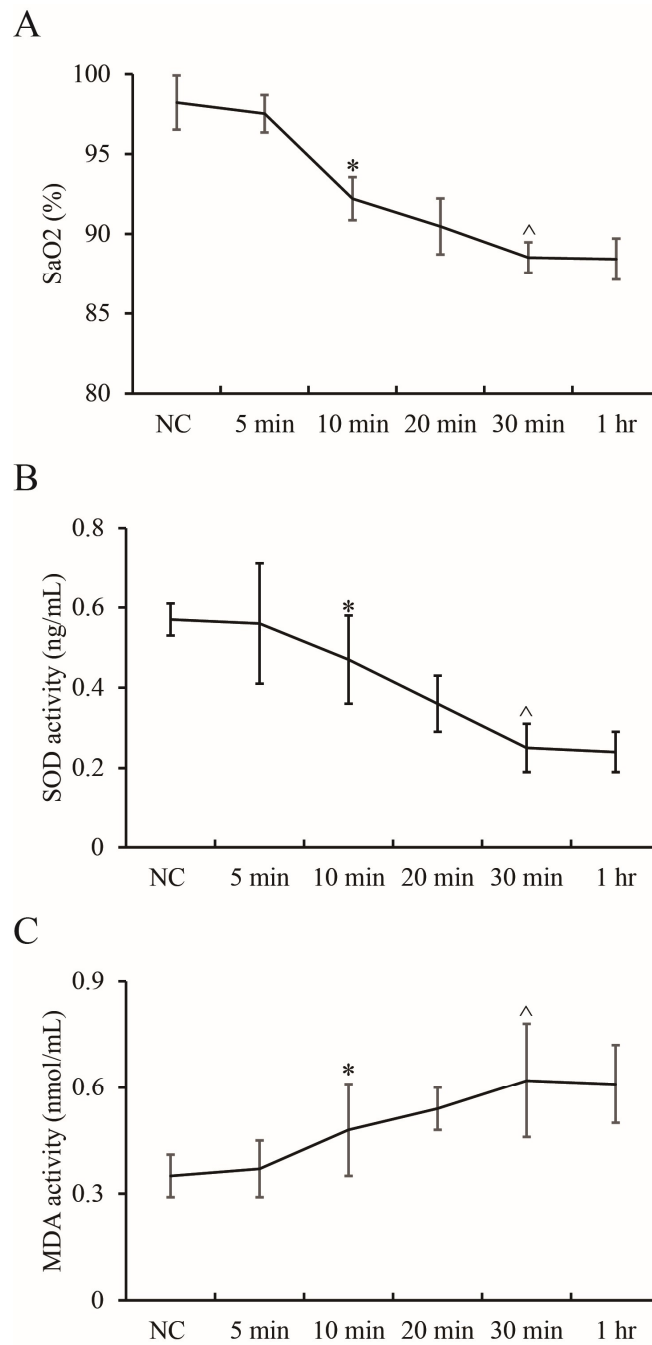 A
100
95
90
85
80
SaO2 (%)
*
^
NC 5 min 10 min 20 min 30 min 1 hr
B
0.8
0.6
0.4
0.2
0
SOD activity (ng/mL)
*
^
NC 5 min 10 min 20 min 30 min 1 hr
C
0.9
0.6
0.3
0
MDA activity (nmol/mL)
*
^
NC 5 min 10 min 20 min 30 min 1 hr